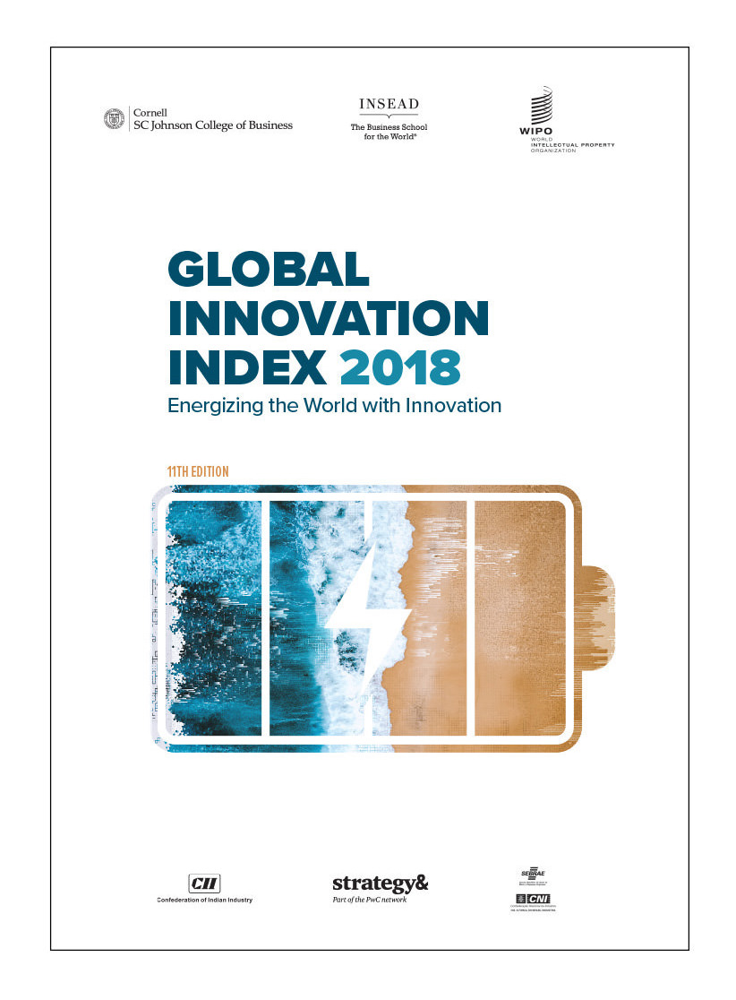 Cornell
SC Johnson College of Business
INSEAD
The Business School
for the World®
WIPO
WORLD
INTELLECTUAL PROPERTY
ORGANIZATION
GLOBAL
INNOVATION
INDEX 2018
Energizing the World with Innovation
11TH EDITION
CII
Confederation of Indian Industry
strategy&
Part of the PwC network
SEBRAE
CNI